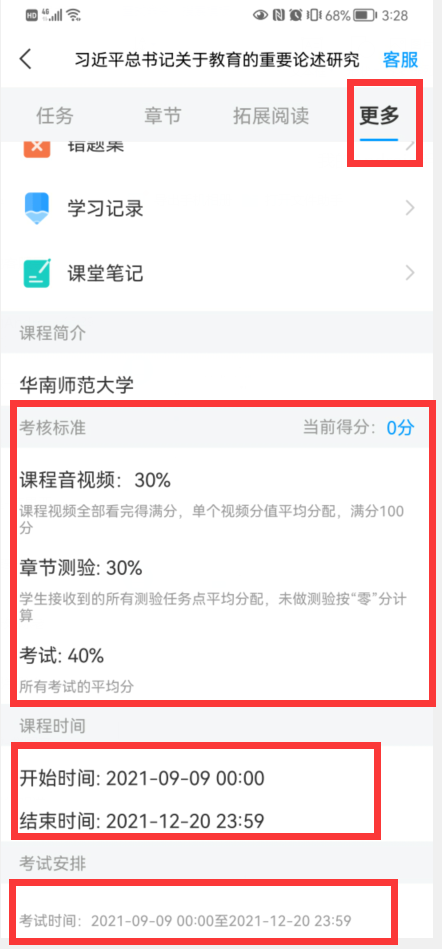 HD 46 68% 3:28
习近平总书记关于教育的重要论述研究 客服
任务 章节 拓展阅读 更多
错题集
学习记录
课堂笔记
课程简介
华南师范大学
考核标准 当前得分：0分
课程音视频：30%
课程视频全部看完得满分，单个视频分值平均分配，满分100
分
章节测验: 30%
学生接收到的所有测验任务点平均分配，未做测验按“零”分计
算
考试: 40%
所有考试的平均分
课程时间
开始时间: 2021-09-09 00:00
结束时间: 2021-12-20 23:59
考试安排
考试时间：2021-09-09 00:00至2021-12-20 23:59